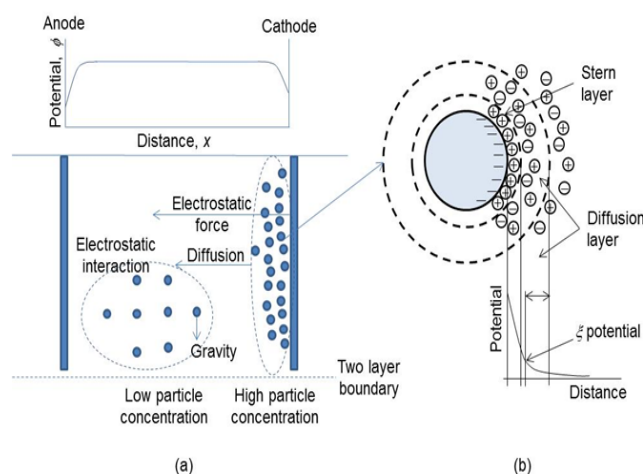 Anode
Cathode
Potential, ϕ
Distance, x
Electrostatic
force
Electrostatic
interaction
Diffusion
Gravity
Low particle
concentration
High particle
concentration
Two layer
boundary
(a)
Stern
layer
Diffusion
layer
Potential
ξ potential
Distance
(b)